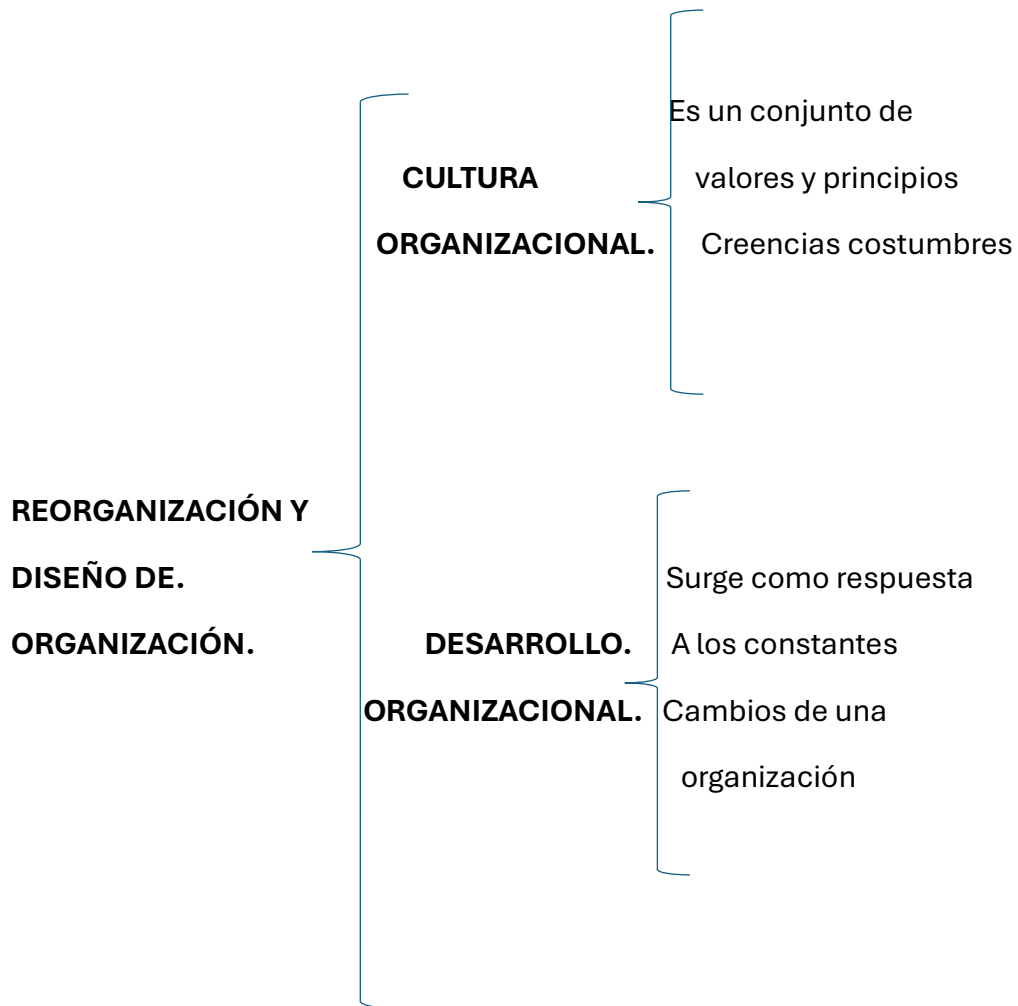 REORGANIZACIÓN Y
DISEÑO DE.
ORGANIZACIÓN.
CULTURA
ORGANIZACIONAL.
Es un conjunto de
valores y principios
Creencias costumbres
DESARROLLO.
ORGANIZACIONAL.
Surge como respuesta
A los constantes
Cambios de una
organización